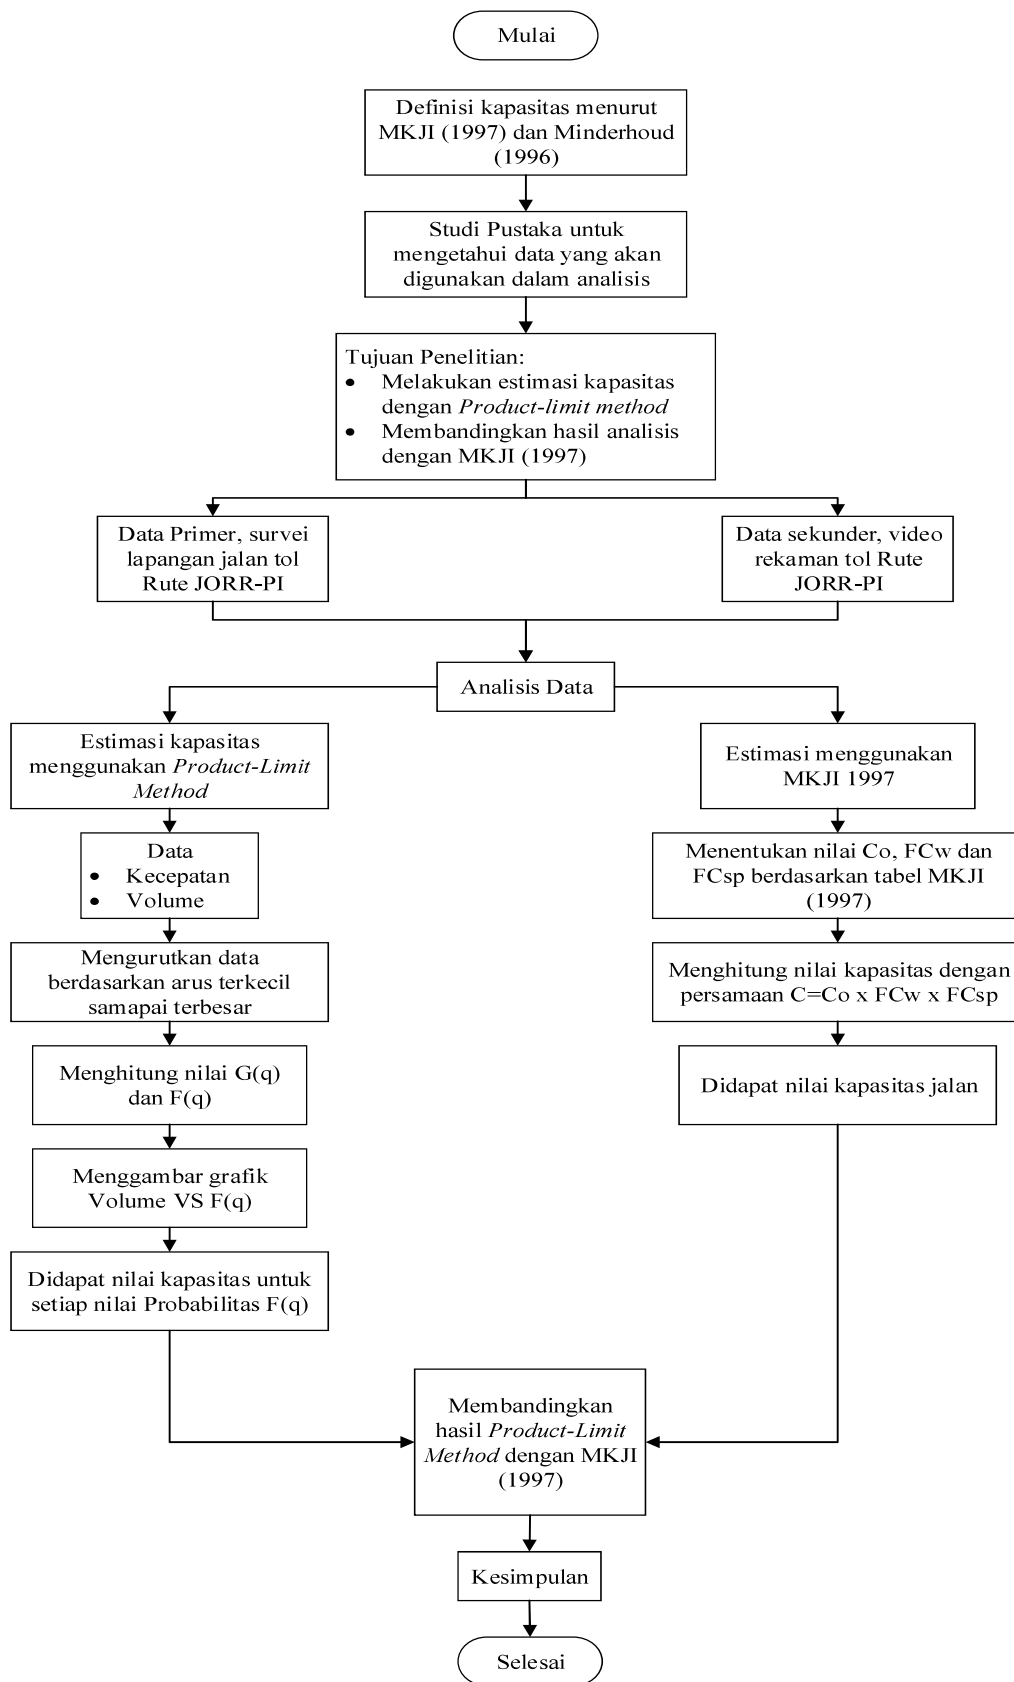 Mulai
Definisi kapasitas menurut
MKJI (1997) dan Minderhoud
(1996)
Studi Pustaka untuk
mengetahui data yang akan
digunakan dalam analisis
Tujuan Penelitian:
• Melakukan estimasi kapasitas
dengan Product-limit method
• Membandingkan hasil analisis
dengan MKJI (1997)
Data Primer, survei
lapangan jalan tol
Rute JORR-PI
Data sekunder, video
rekaman tol Rute
JORR-PI
Analisis Data
Estimasi kapasitas
menggunakan Product-Limit
Method
Data
• Kecepatan
• Volume
Mengurutkan data
berdasarkan arus terkecil
samapai terbesar
Menghitung nilai G(q)
dan F(q)
Menggambar grafik
Volume VS F(q)
Didapat nilai kapasitas untuk
setiap nilai Probabilitas F(q)
Estimasi menggunakan
MKJI 1997
Menentukan nilai Co, FCw dan
FCsp berdasarkan tabel MKJI
(1997)
Menghitung nilai kapasitas dengan
persamaan C=Co x FCw x FCsp
Didapat nilai kapasitas jalan
Membandingkan
hasil Product-Limit
Method dengan MKJI
(1997)
Kesimpulan
Selesai